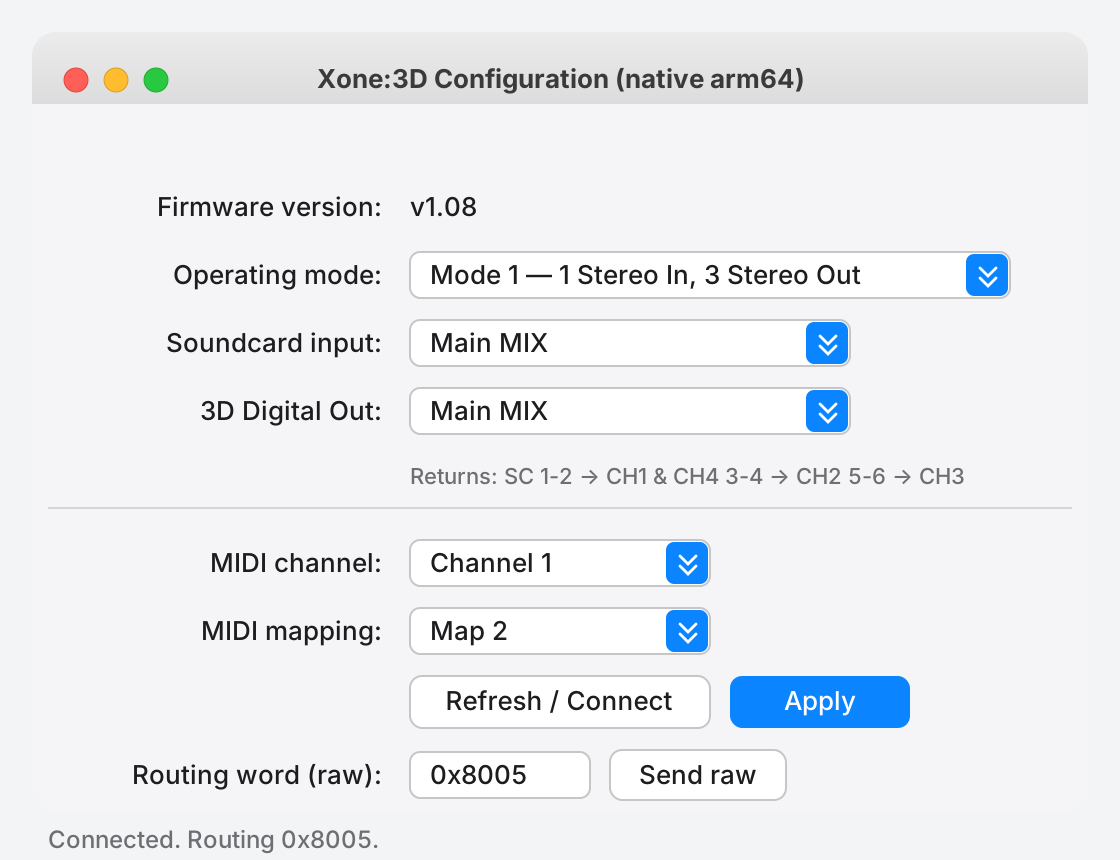 Xone:3D Configuration (native arm64)
Firmware version: v1.08
Operating mode: Mode 1 — 1 Stereo In, 3 Stereo Out
Soundcard input: Main MIX
3D Digital Out: Main MIX
Returns: SC 1-2 → CH1 & CH4 3-4 → CH2 5-6 → CH3
MIDI channel: Channel 1
MIDI mapping: Map 2
Refresh / Connect Apply
Routing word (raw): 0x8005 Send raw
Connected. Routing 0x8005.